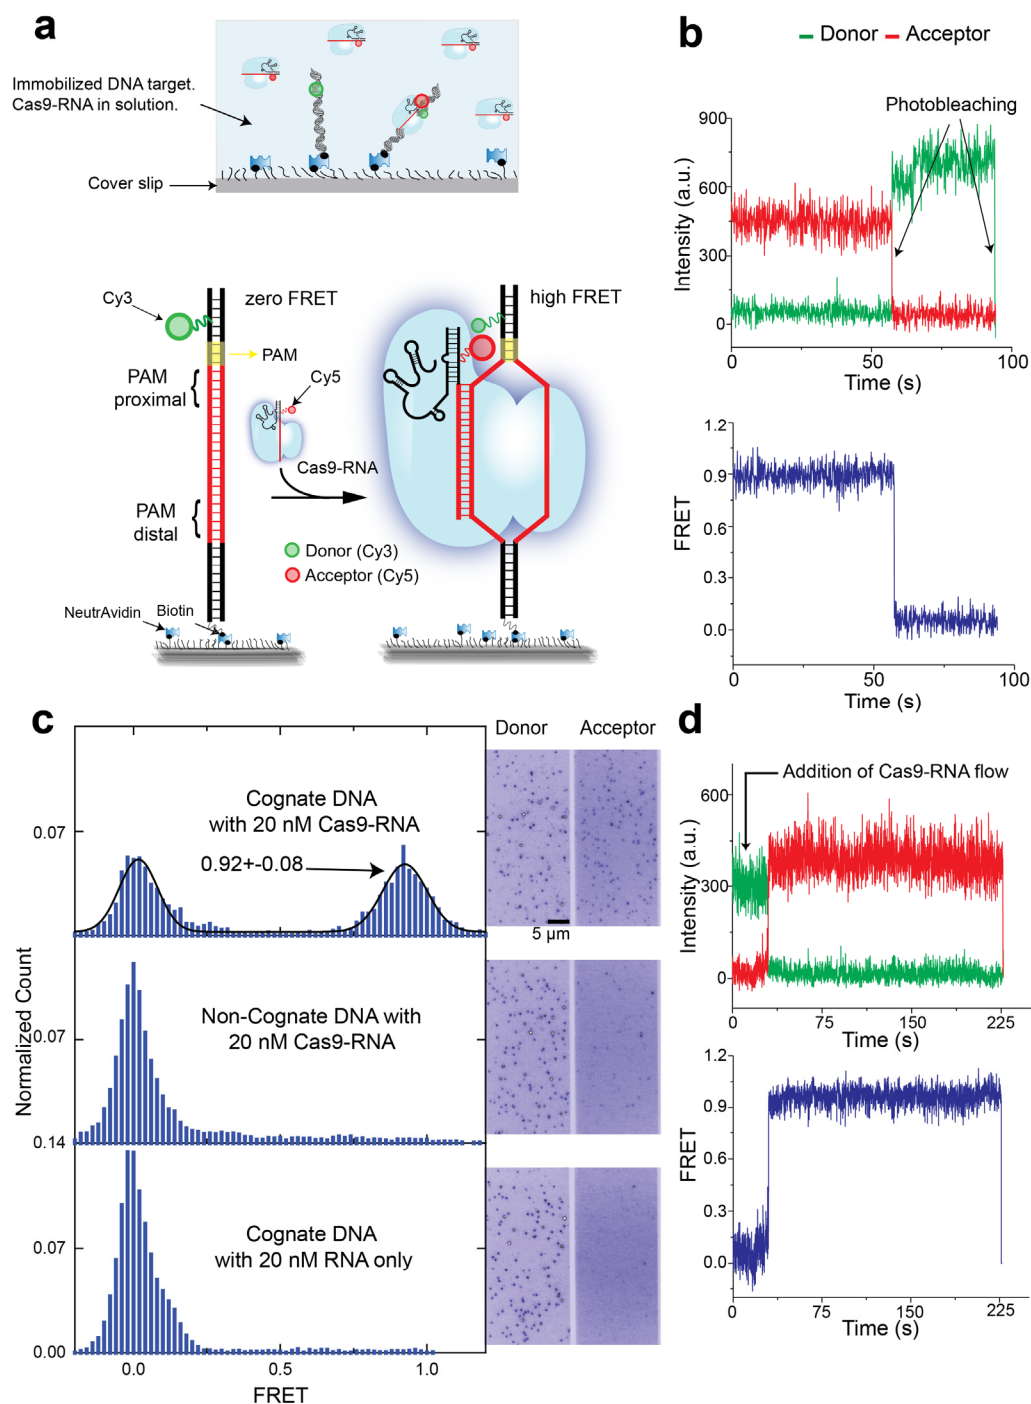 a
Immobilized DNA target.
Cas9-RNA in solution.
Cover slip
Cy3
zero FRET
high FRET
PAM
PAM
proximal
Cy5
Cas9-RNA
PAM
distal
Donor (Cy3)
Acceptor (Cy5)
NeutrAvidin
Biotin
b
Donor
Acceptor
Photobleaching
900
600
300
0
Intensity (a.u.)
0
50
100
Time (s)
1.2
0.9
0.6
0.3
0.0
FRET
0
50
100
Time (s)
c
Donor
Acceptor
Cognate DNA
with 20 nM Cas9-RNA
0.07
0.92+-0.08
5 µm
Non-Cognate DNA with
20 nM Cas9-RNA
0.07
Normalized Count
0.14
Cognate DNA
with 20 nM RNA only
0.07
0.00
0.0
0.5
1.0
FRET
d
Addition of Cas9-RNA flow
600
300
0
Intensity (a.u.)
0
75
150
225
Time (s)
1.2
0.9
0.6
0.3
0.0
FRET
0
75
150
225
Time (s)